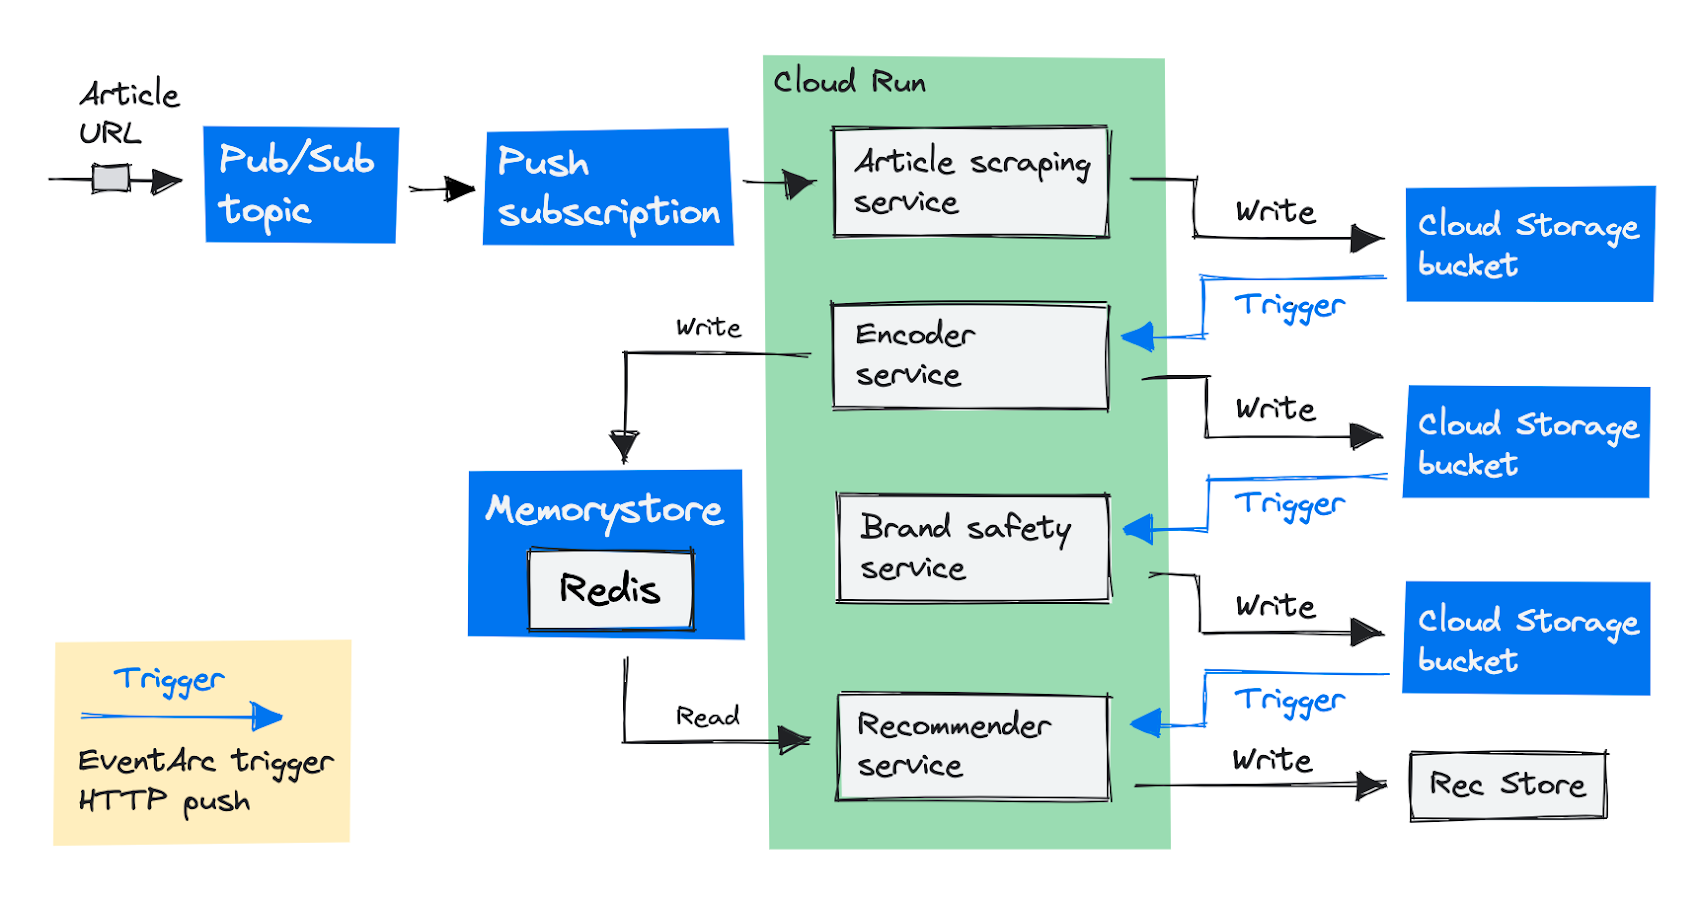 Article
URL
Pub/Sub
topic
Push
subscription
Cloud Run
Article scraping
service
Write
Cloud Storage
bucket
Trigger
Encoder
service
Write
Write
Cloud Storage
bucket
Trigger
Memorystore
Redis
Brand safety
service
Write
Cloud Storage
bucket
Trigger
Read
Recommender
service
Write
Rec Store
Trigger
EventArc trigger
HTTP push